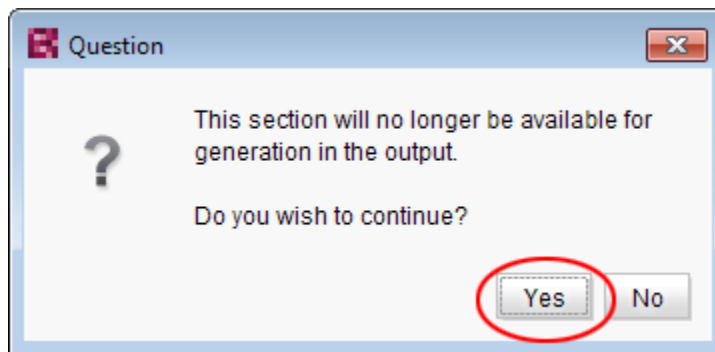 Question
This section will no longer be available for
generation in the output.
Do you wish to continue?
Yes No